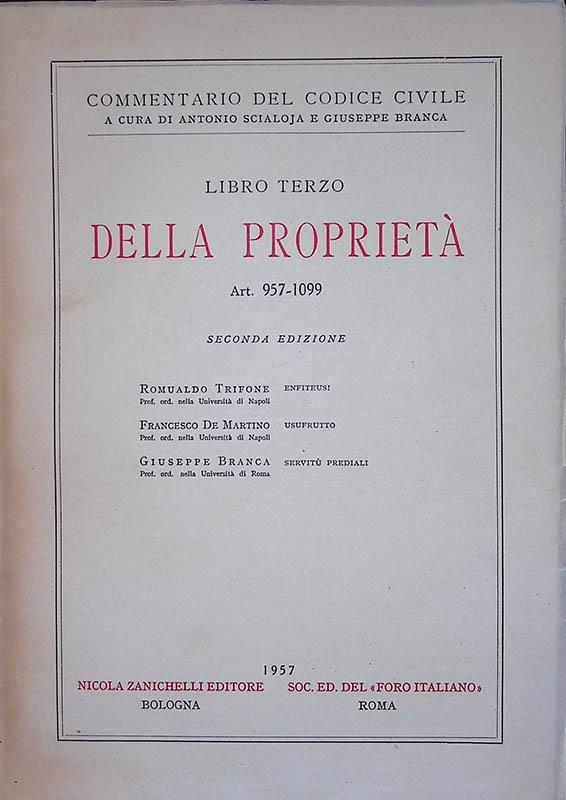 COMMENTARIO DEL CODICE CIVILE
A CURA DI ANTONIO SCIALOJA E GIUSEPPE BRANCA
LIBRO TERZO
DELLA PROPRIETÀ
Art. 957-1099
SECONDA EDIZIONE
ROMUALDO TRIFONE ENFITEUSI
Prof. ord. nella Università di Napoli
FRANCESCO DE MARTINO USUFRUTTO
Prof. ord. nella Università di Napoli
GIUSEPPE BRANCA SERVITÙ PREDIALI
Prof. ord. nella Università di Roma
1957
NICOLA ZANICHELLI EDITORE SOC. ED. DEL «FORO ITALIANO»
BOLOGNA ROMA